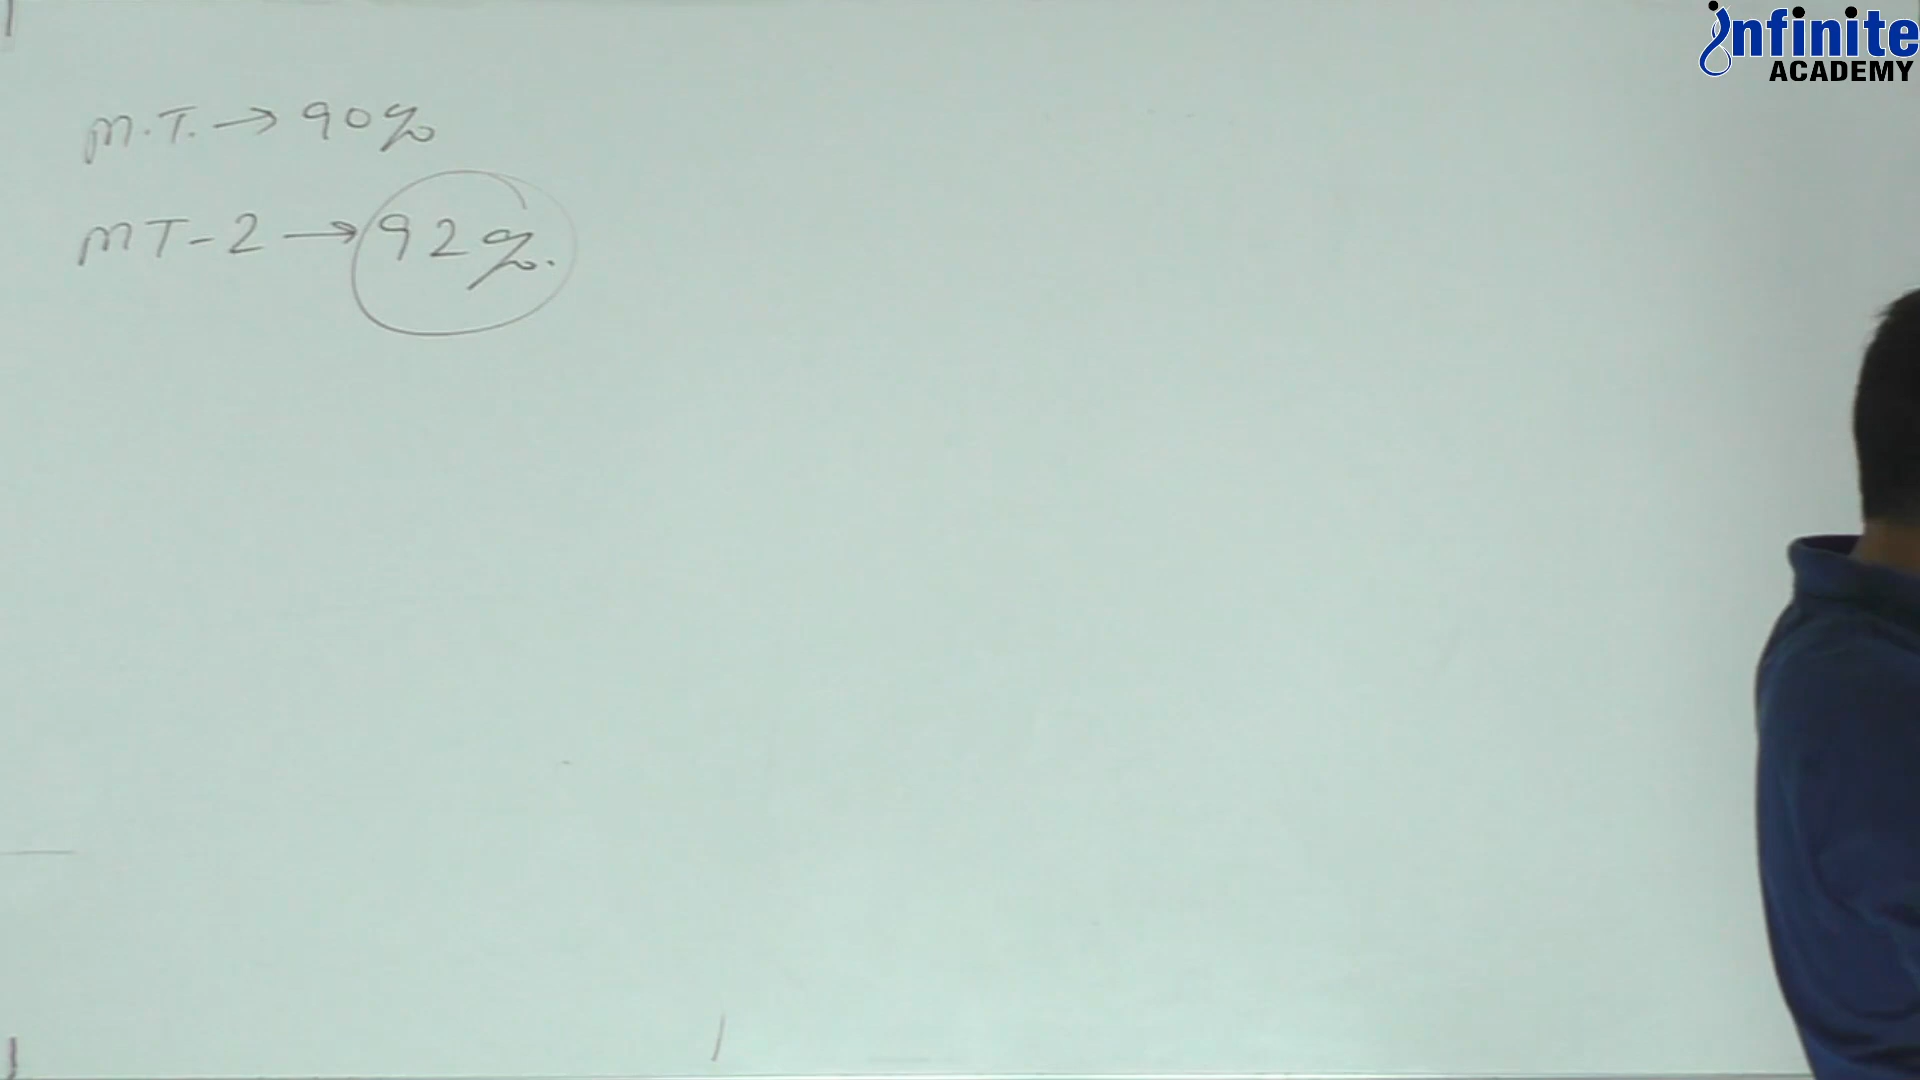 infinite
ACADEMY
M.T. → 90%
MT-2 → 92%.